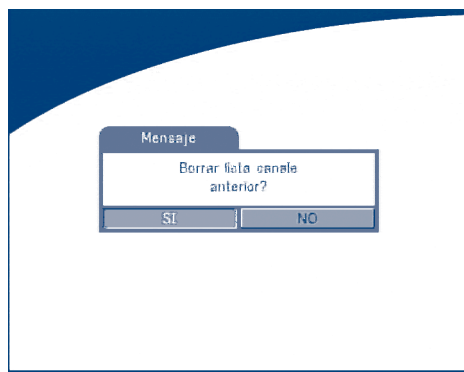 Mensaje
Borrar lista canale
anterior?
SI
NO